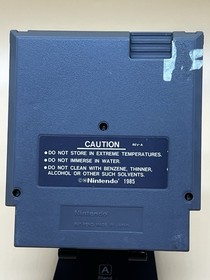 CAUTION REV-A
• DO NOT STORE IN EXTREME TEMPERATURES.
• DO NOT IMMERSE IN WATER.
• DO NOT CLEAN WITH BENZENE, THINNER,
ALCOHOL OR OTHER SUCH SOLVENTS.
©®Nintendo® 1985
A